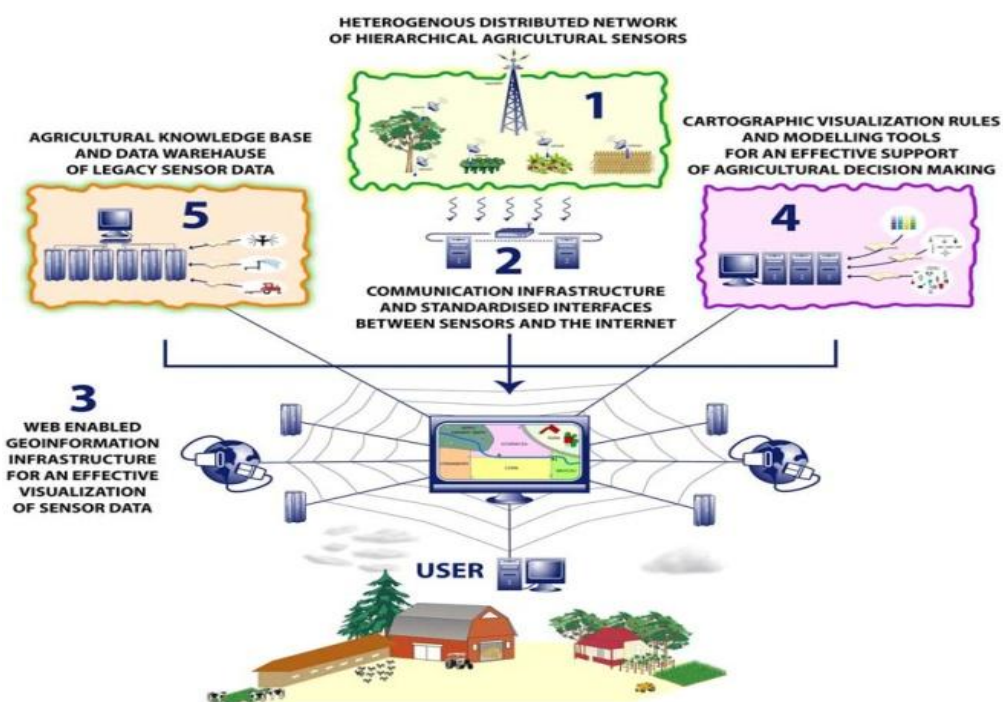 HETEROGENOUS DISTRIBUTED NETWORK
OF HIERARCHICAL AGRICULTURAL SENSORS
1
AGRICULTURAL KNOWLEDGE BASE
AND DATA WAREHAUSE
OF LEGACY SENSOR DATA
5
CARTOGRAPHIC VISUALIZATION RULES
AND MODELLING TOOLS
FOR AN EFFECTIVE SUPPORT
OF AGRICULTURAL DECISION MAKING
4
2
COMMUNICATION INFRASTRUCTURE
AND STANDARDISED INTERFACES
BETWEEN SENSORS AND THE INTERNET
3
WEB ENABLED
GEOINFORMATION
INFRASTRUCTURE
FOR AN EFFECTIVE
VISUALIZATION
OF SENSOR DATA
CORN
USER